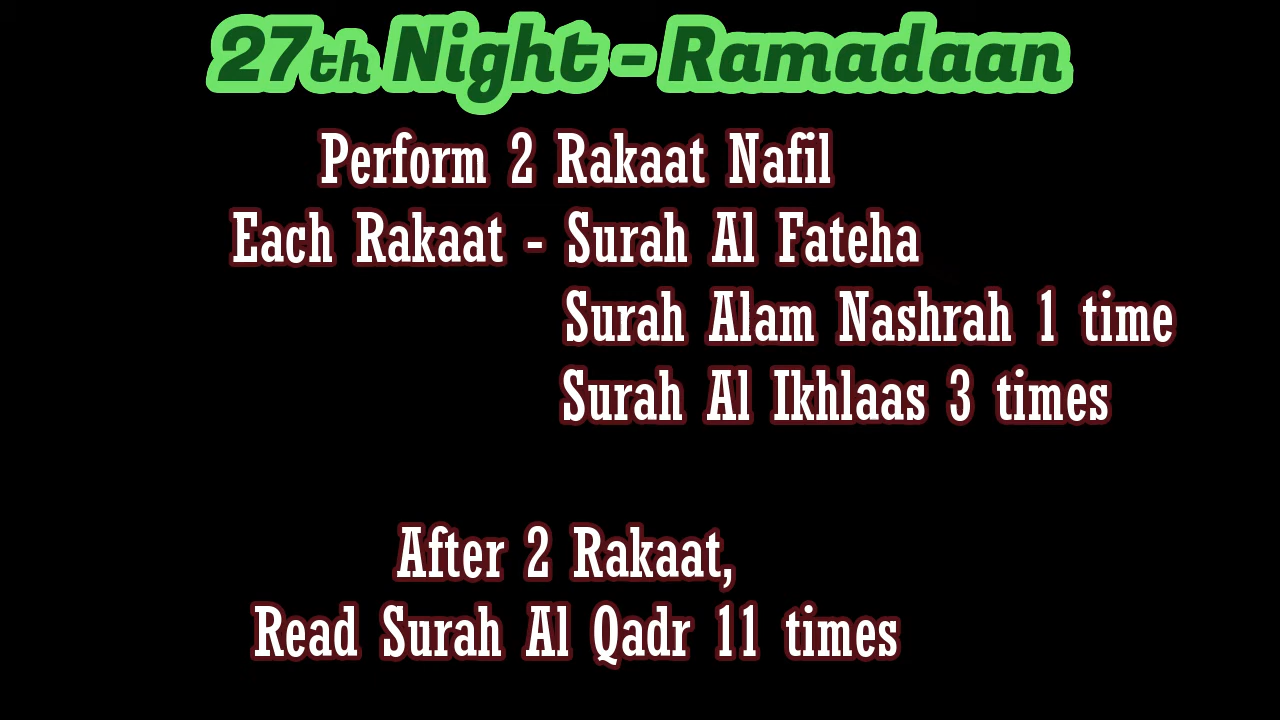 27th Night - Ramadaan
Perform 2 Rakaat Nafil
Each Rakaat - Surah Al Fateha
Surah Alam Nashrah 1 time
Surah Al Ikhlaas 3 times
After 2 Rakaat,
Read Surah Al Qadr 11 times